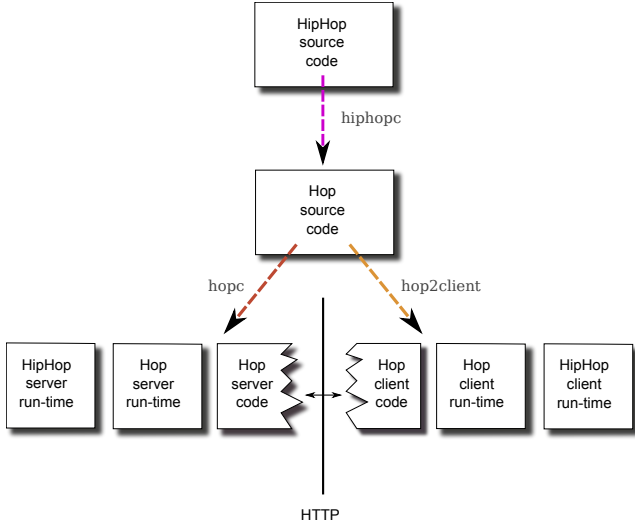 HipHop
source
code
hiphopc
Hop
source
code
hopc
hop2client
HipHop
server
run-time
Hop
server
run-time
Hop
server
code
Hop
client
code
Hop
client
run-time
HipHop
client
run-time
HTTP